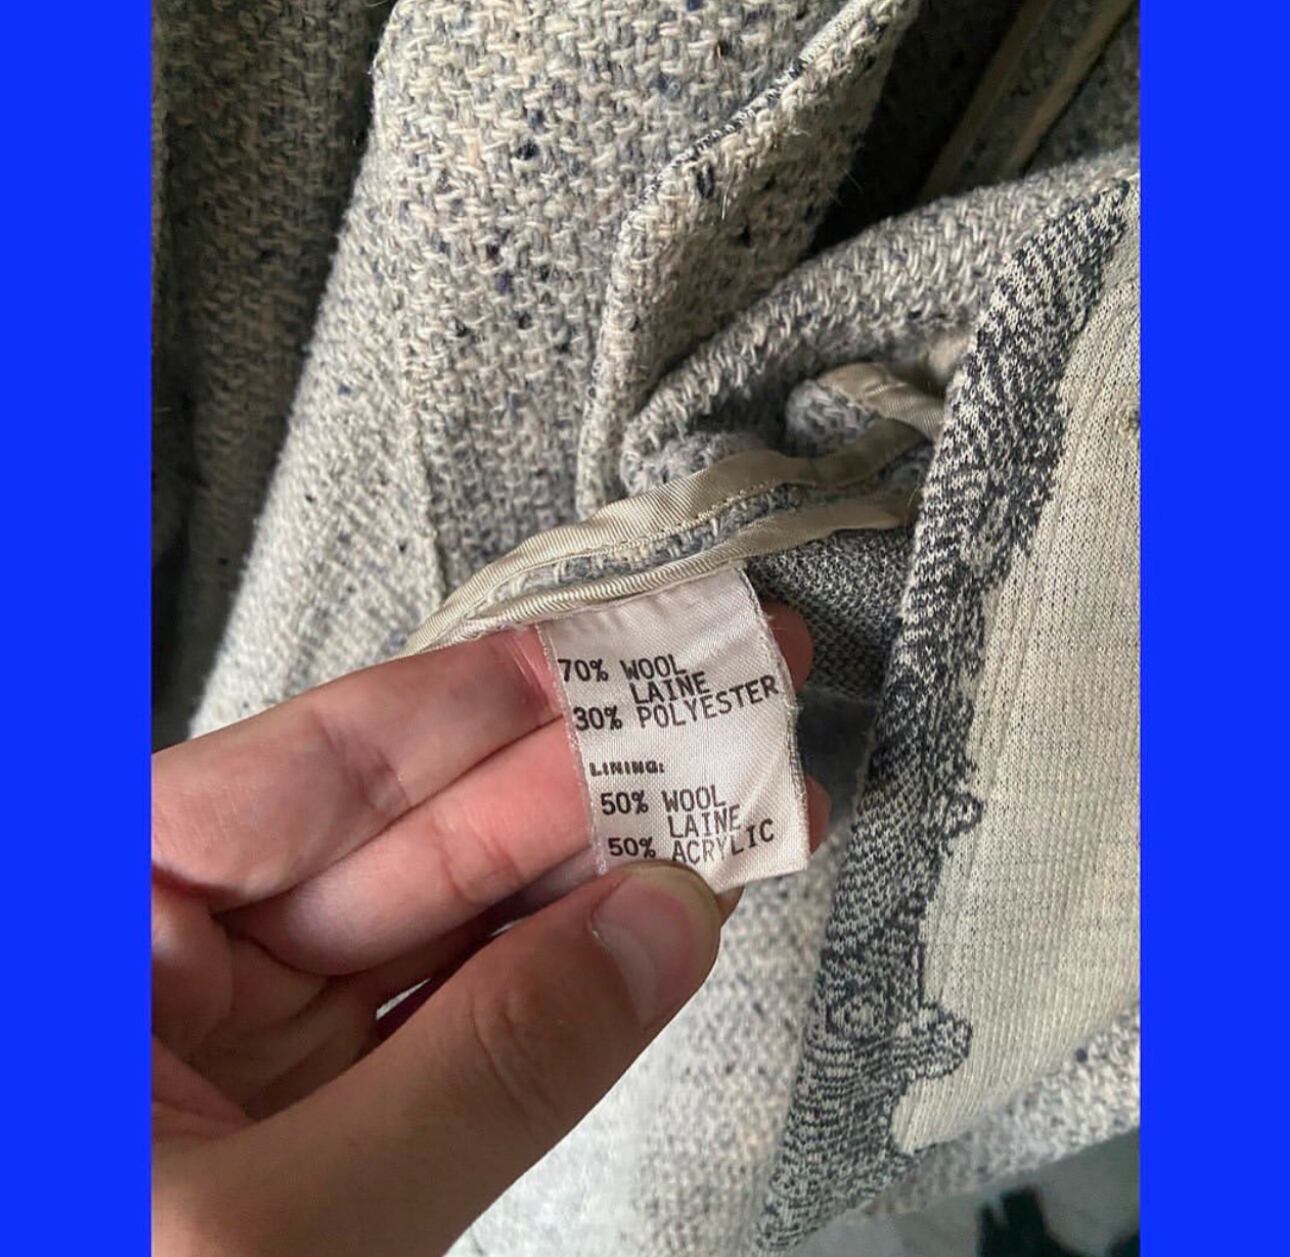 70% WOOL
LAINE
30% POLYESTER
LINING:
50% WOOL
LAINE
50% ACRYLIC